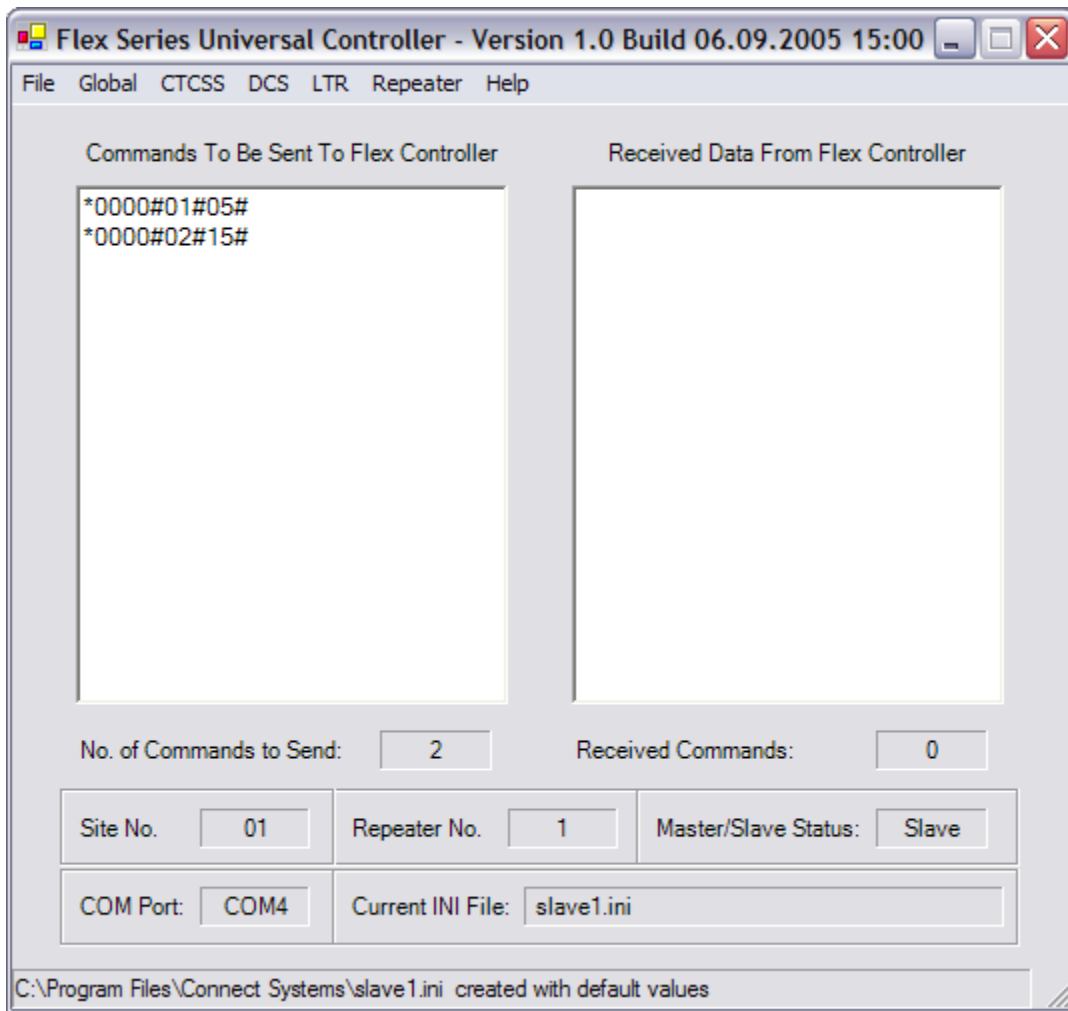 Flex Series Universal Controller - Version 1.0 Build 06.09.2005 15:00
File Global CTCSS DCS LTR Repeater Help
Commands To Be Sent To Flex Controller
Received Data From Flex Controller
*0000#01#05#
*0000#02#15#
No. of Commands to Send: 2
Received Commands: 0
Site No. 01
Repeater No. 1
Master/Slave Status: Slave
COM Port: COM4
Current INI File: slave1.ini
C:\Program Files\Connect Systems\slave1.ini created with default values